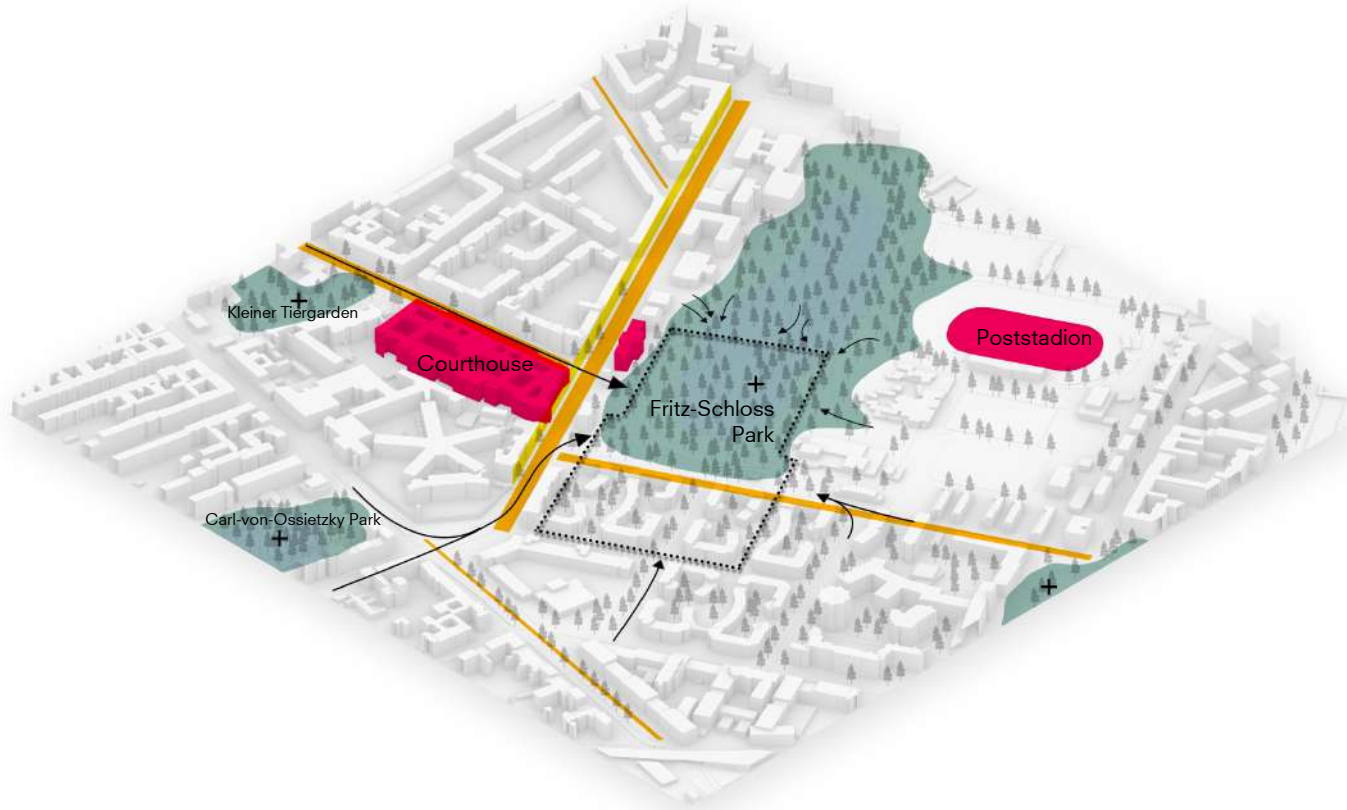 Kleiner Tiergarden
Courthouse
Poststadion
Fritz-Schloss
Park
Carl-von-Ossietzky Park